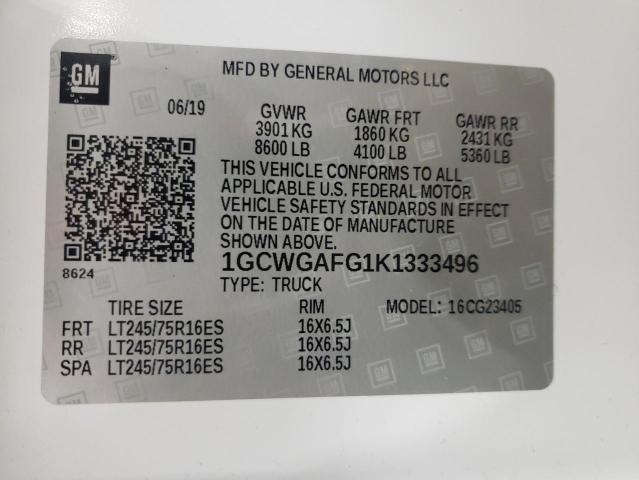 GM
MFD BY GENERAL MOTORS LLC
06/19 GVWR GAWR FRT GAWR RR
3901 KG 1860 KG 2431 KG
8600 LB 4100 LB 5360 LB
THIS VEHICLE CONFORMS TO ALL
APPLICABLE U.S. FEDERAL MOTOR
VEHICLE SAFETY STANDARDS IN EFFECT
ON THE DATE OF MANUFACTURE
SHOWN ABOVE.
8624
1GCWGAFG1K1333496
TYPE: TRUCK
TIRE SIZE RIM MODEL: 16CG23405
FRT LT245/75R16ES 16X6.5J
RR LT245/75R16ES 16X6.5J
SPA LT245/75R16ES 16X6.5J